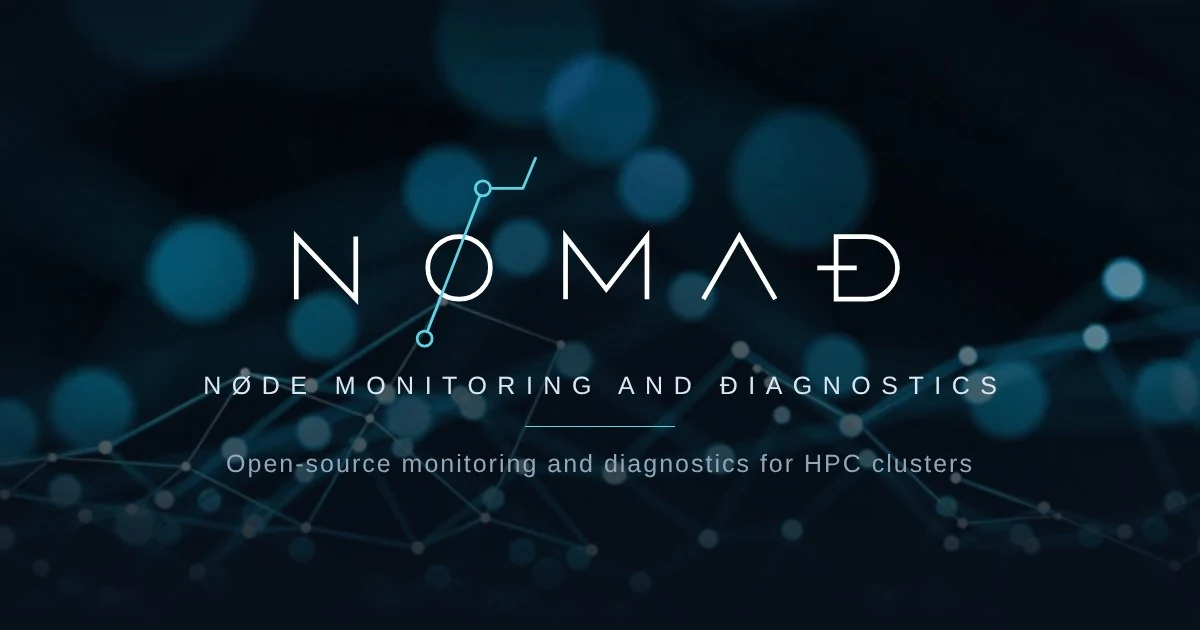 NØMAĐ
NØDE MONITORING AND ĐIAGNOSTICS
Open-source monitoring and diagnostics for HPC clusters